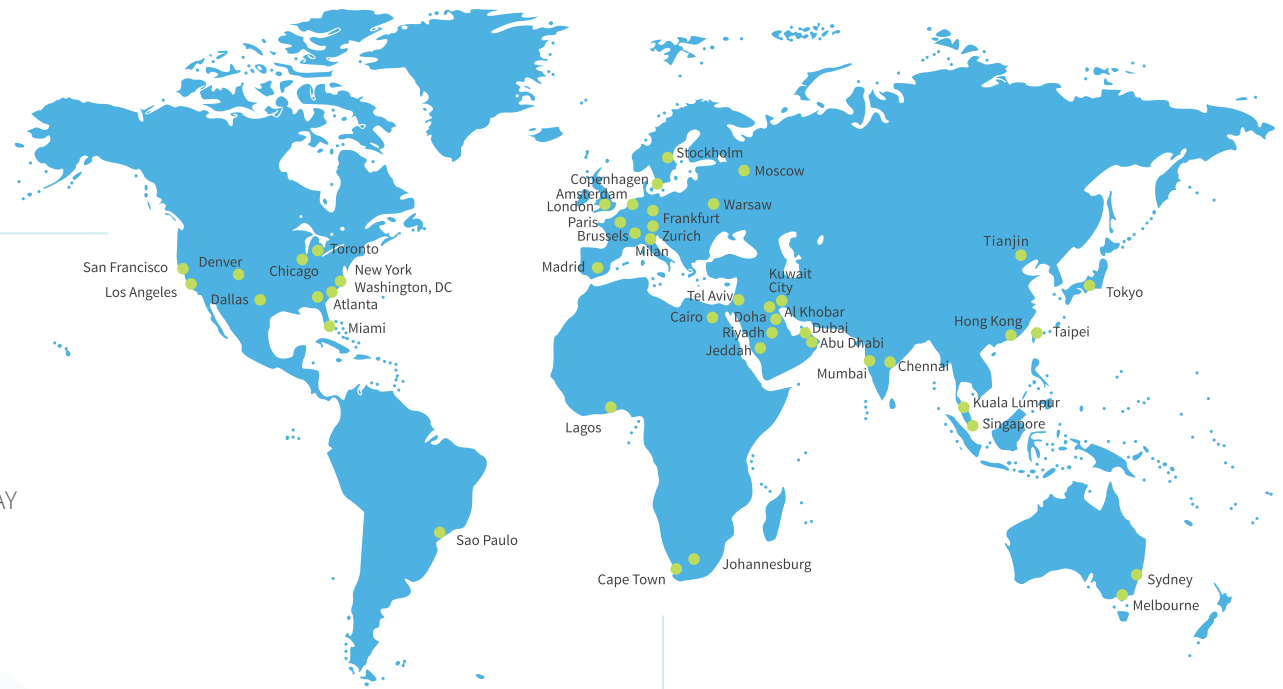 Stockholm
Moscow
Copenhagen
Amsterdam
London
Warsaw
Paris
Frankfurt
Brussels
Zurich
Milan
Madrid
Toronto
Denver
San Francisco
Chicago
New York
Los Angeles
Washington, DC
Dallas
Atlanta
Miami
Tianjin
Kuwait
City
Tel Aviv
Tokyo
Cairo
Doha
Al Khobar
Hong Kong
Riyadh
Dubai
Taipei
Jeddah
Abu Dhabi
Mumbai
Chennai
Kuala Lumpur
Singapore
Lagos
AY
Sao Paulo
Johannesburg
Cape Town
Sydney
Melbourne